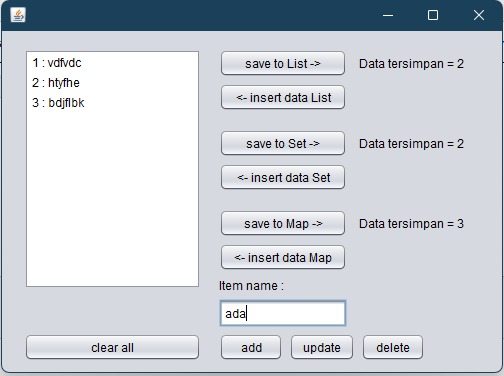 1 : vdfvdc
2 : htyfhe
3 : bdjflbk
save to List ->
Data tersimpan = 2
<- insert data List
save to Set ->
Data tersimpan = 2
<- insert data Set
save to Map ->
Data tersimpan = 3
<- insert data Map
Item name :
ada
clear all
add
update
delete